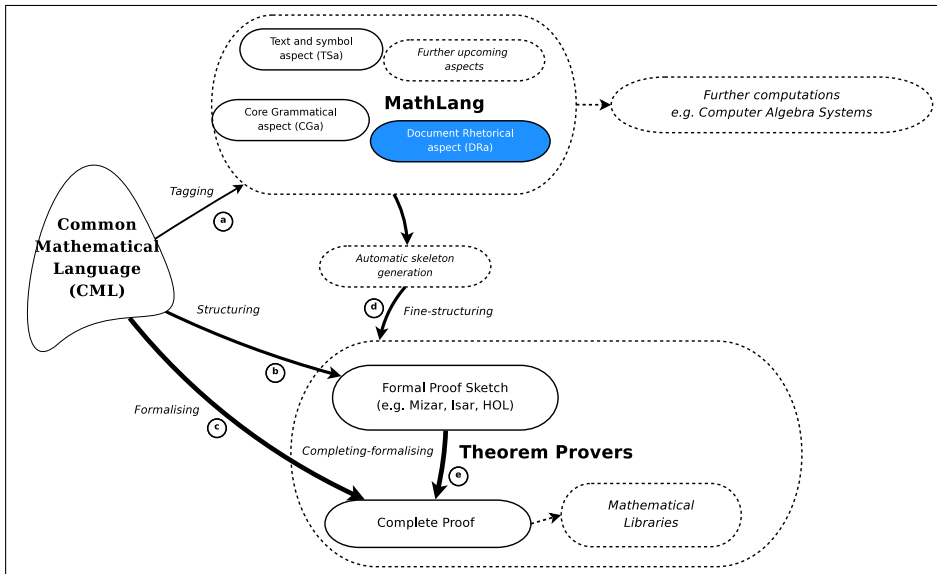 Text and symbol
aspect (TSa)
Further upcoming
aspects
MathLang
Core Grammatical
aspect (CGa)
Document Rhetorical
aspect (DRa)
Further computations
e.g. Computer Algebra Systems
Tagging
a
Common
Mathematical
Language
(CML)
Automatic skeleton
generation
Structuring
d
Fine-structuring
b
Formal Proof Sketch
(e.g. Mizar, Isar, HOL)
Formalising
c
Completing-formalising
Theorem Provers
e
Complete Proof
Mathematical
Libraries